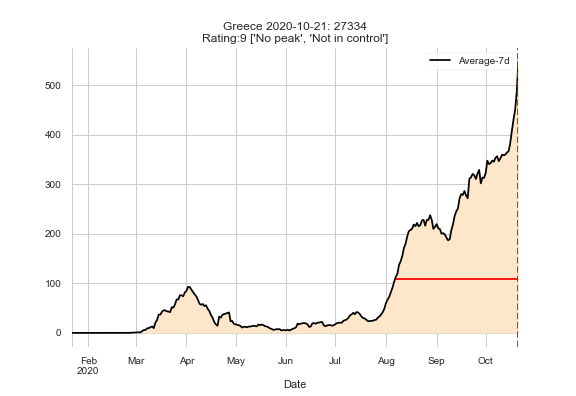 Greece 2020-10-21: 27334
Rating:9 ['No peak', 'Not in control']
Average-7d
500
400
300
200
100
0
Feb Mar Apr May Jun Jul Aug Sep Oct
2020
Date